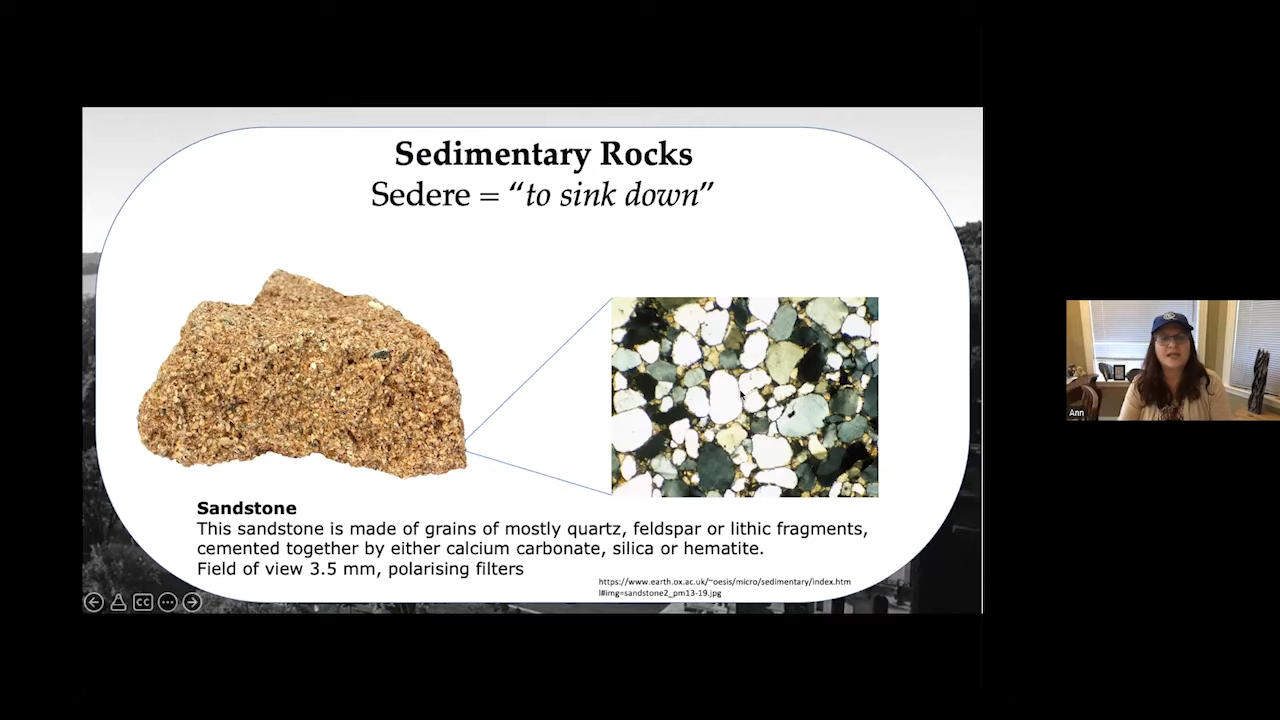 Sedimentary Rocks
Sedere = “to sink down”
Sandstone
This sandstone is made of grains of mostly quartz, feldspar or lithic fragments,
cemented together by either calcium carbonate, silica or hematite.
Field of view 3.5 mm, polarising filters
https://www.earth.ox.ac.uk/~oesis/micro/sedimentary/index.htm
l#img=sandstone2_pm13-19.jpg
CC
Ann